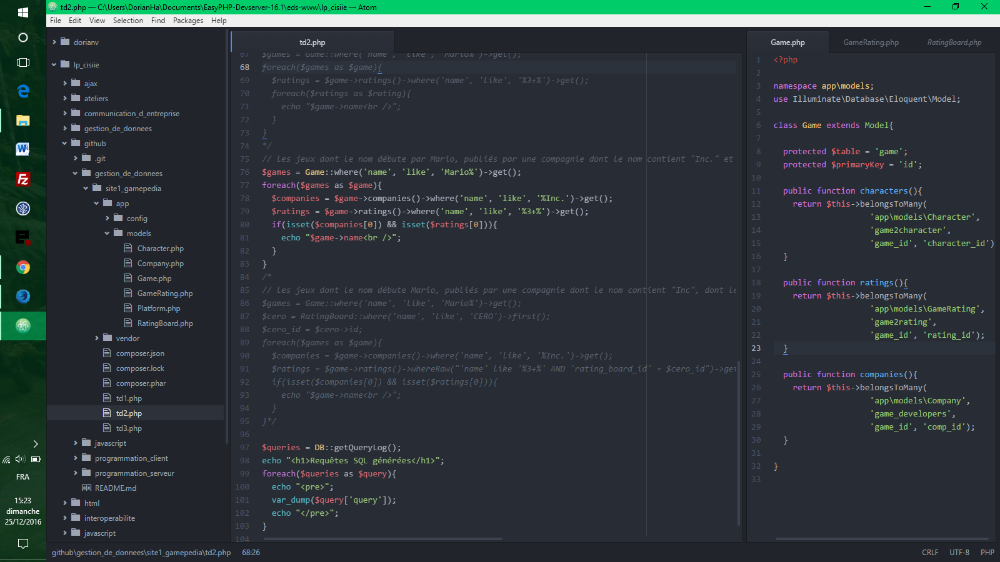 td2.php — C:\Users\DorianHa\Documents\EasyPHP-Devserver-16.1\eds-www\lp_cisiie — Atom
File Edit View Selection Find Packages Help
dorianv
lp_cisiie
ajax
ateliers
communication_d_entreprise
gestion_de_donnees
github
.git
gestion_de_donnees
site1_gamepedia
app
config
models
Character.php
Company.php
Game.php
GameRating.php
Platform.php
RatingBoard.php
vendor
composer.json
composer.lock
composer.phar
td1.php
td2.php
td3.php
javascript
programmation_client
programmation_serveur
README.md
html
interoperabilite
javascript
td2.php
67 $games = Game::where('name', 'like', 'Mario%')->get();
68 foreach($games as $game){
69 $ratings = $game->ratings()->where('name', 'like', '%3+%')->get();
70 foreach($ratings as $rating){
71 echo "$game->name<br />";
72 }
73 }
74 */
75 // les jeux dont le nom débute par Mario, publiés par une compagnie dont le nom contient "Inc." et
76 $games = Game::where('name', 'like', 'Mario%')->get();
77 foreach($games as $game){
78 $companies = $game->companies()->where('name', 'like', '%Inc.')->get();
79 $ratings = $game->ratings()->where('name', 'like', '%3+%')->get();
80 if(isset($companies[0]) && isset($ratings[0])){
81 echo "$game->name<br />";
82 }
83 }
84 /*
85 // les jeux dont le nom débute Mario, publiés par une compagnie dont le nom contient "Inc", dont le
86 $games = Game::where('name', 'like', 'Mario%')->get();
87 $cero = RatingBoard::where('name', 'like', 'CERO')->first();
88 $cero_id = $cero->id;
89 foreach($games as $game){
90 $companies = $game->companies()->where('name', 'like', '%Inc.')->get();
91 $ratings = $game->ratings()->whereRaw("'name' like '%3+%' AND 'rating_board_id' = $cero_id")->get
92 if(isset($companies[0]) && isset($ratings[0])){
93 echo "$game->name<br />";
94 }
95 }*/
96
97 $queries = DB::getQueryLog();
98 echo "<h1>Requêtes SQL générées</h1>";
99 foreach($queries as $query){
100 echo "<pre>";
101 var_dump($query['query']);
102 echo "</pre>";
103 }
104
Game.php GameRating.php RatingBoard.php
1 <?php
2
3 namespace app\models;
4 use Illuminate\Database\Eloquent\Model;
5
6 class Game extends Model{
7
8 protected $table = 'game';
9 protected $primaryKey = 'id';
10
11 public function characters(){
12 return $this->belongsToMany(
13 'app\models\Character',
14 'game2character',
15 'game_id', 'character_id')
16 }
17
18 public function ratings(){
19 return $this->belongsToMany(
20 'app\models\GameRating',
21 'game2rating',
22 'game_id', 'rating_id');
23 }
24
25 public function companies(){
26 return $this->belongsToMany(
27 'app\models\Company',
28 'game_developers',
29 'game_id', 'comp_id');
30 }
31
32 }
33
github\gestion_de_donnees\site1_gamepedia\td2.php 68:26
CRLF UTF-8 PHP
FRA
15:23
dimanche
25/12/2016